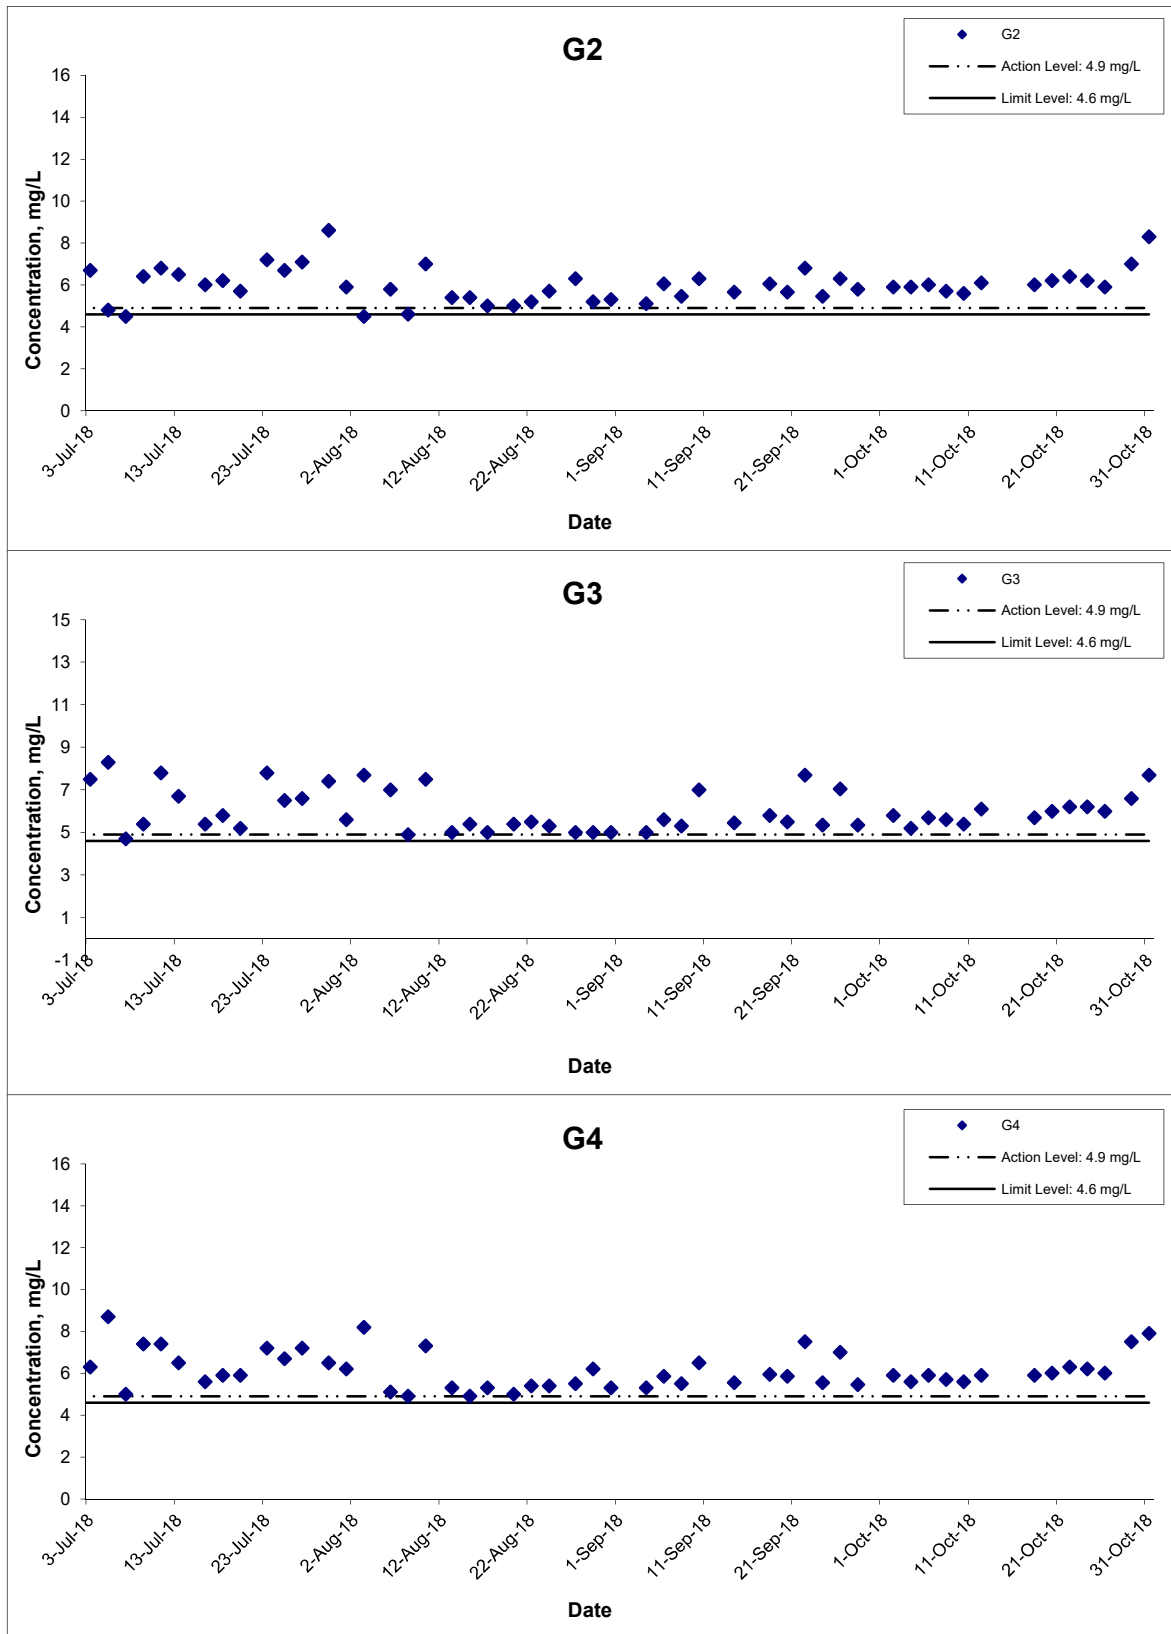 G2
G2
Action Level: 4.9 mg/L
Limit Level: 4.6 mg/L
Concentration, mg/L
16
14
12
10
8
6
4
2
0
3-Jul-18
13-Jul-18
23-Jul-18
2-Aug-18
12-Aug-18
22-Aug-18
1-Sep-18
11-Sep-18
21-Sep-18
1-Oct-18
11-Oct-18
21-Oct-18
31-Oct-18
Date
G3
G3
Action Level: 4.9 mg/L
Limit Level: 4.6 mg/L
Concentration, mg/L
15
13
11
9
7
5
3
1
-1
3-Jul-18
13-Jul-18
23-Jul-18
2-Aug-18
12-Aug-18
22-Aug-18
1-Sep-18
11-Sep-18
21-Sep-18
1-Oct-18
11-Oct-18
21-Oct-18
31-Oct-18
Date
G4
G4
Action Level: 4.9 mg/L
Limit Level: 4.6 mg/L
Concentration, mg/L
16
14
12
10
8
6
4
2
0
3-Jul-18
13-Jul-18
23-Jul-18
2-Aug-18
12-Aug-18
22-Aug-18
1-Sep-18
11-Sep-18
21-Sep-18
1-Oct-18
11-Oct-18
21-Oct-18
31-Oct-18
Date